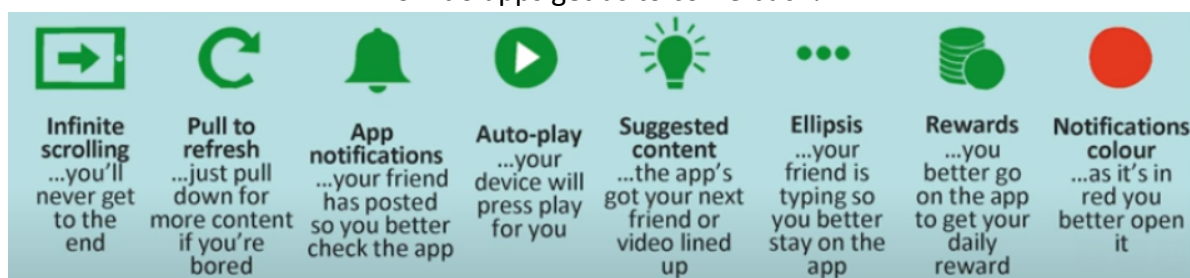 Infinite
scrolling
...you'll
never get
to the
end
Pull to
refresh
...just pull
down for
more content
if you're
bored
App
notifications
...your friend
has posted
so you better
check the app
Auto-play
...your
device will
press play
for you
Suggested
content
...the app's
got your next
friend or
video lined
up
Ellipsis
...your
friend is
typing so
you better
stay on the
app
Rewards
...you
better go
on the app
to get your
daily
reward
Notifications
colour
...as it's in
red you
better open
it